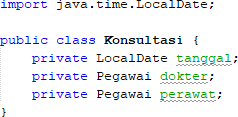 import java.time.LocalDate;
public class Konsultasi {
private LocalDate tanggal;
private Pegawai dokter;
private Pegawai perawat;
}